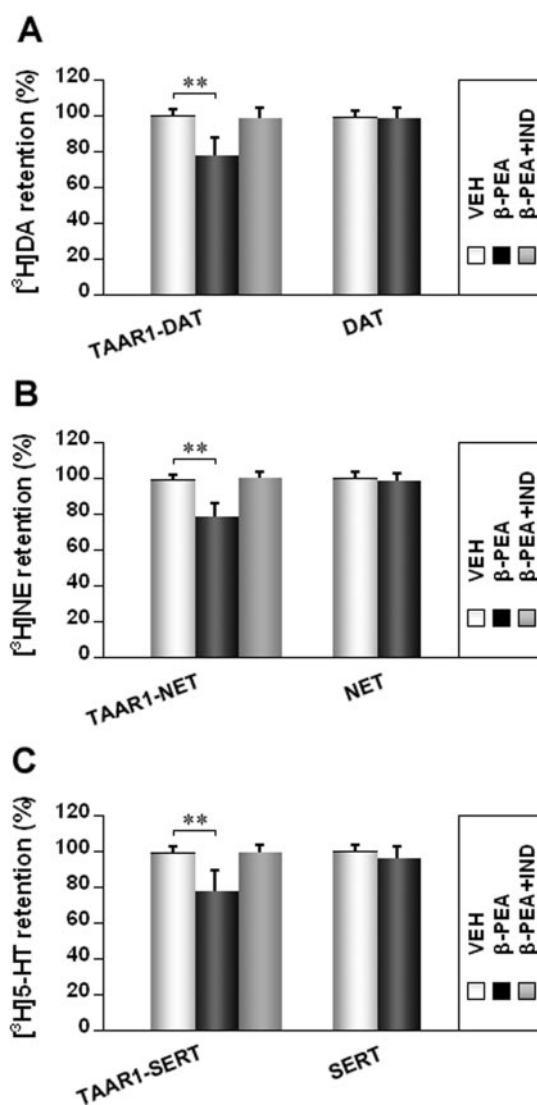 A
[³H]DA retention (%)
120
100
80
60
40
20
0
**
TAAR1-DAT
DAT
VEH
β-PEA
β-PEA+IND
B
[³H]NE retention (%)
120
100
80
60
40
20
0
**
TAAR1-NET
NET
VEH
β-PEA
β-PEA+IND
C
[³H]5-HT retention (%)
120
100
80
60
40
20
0
**
TAAR1-SERT
SERT
VEH
β-PEA
β-PEA+IND